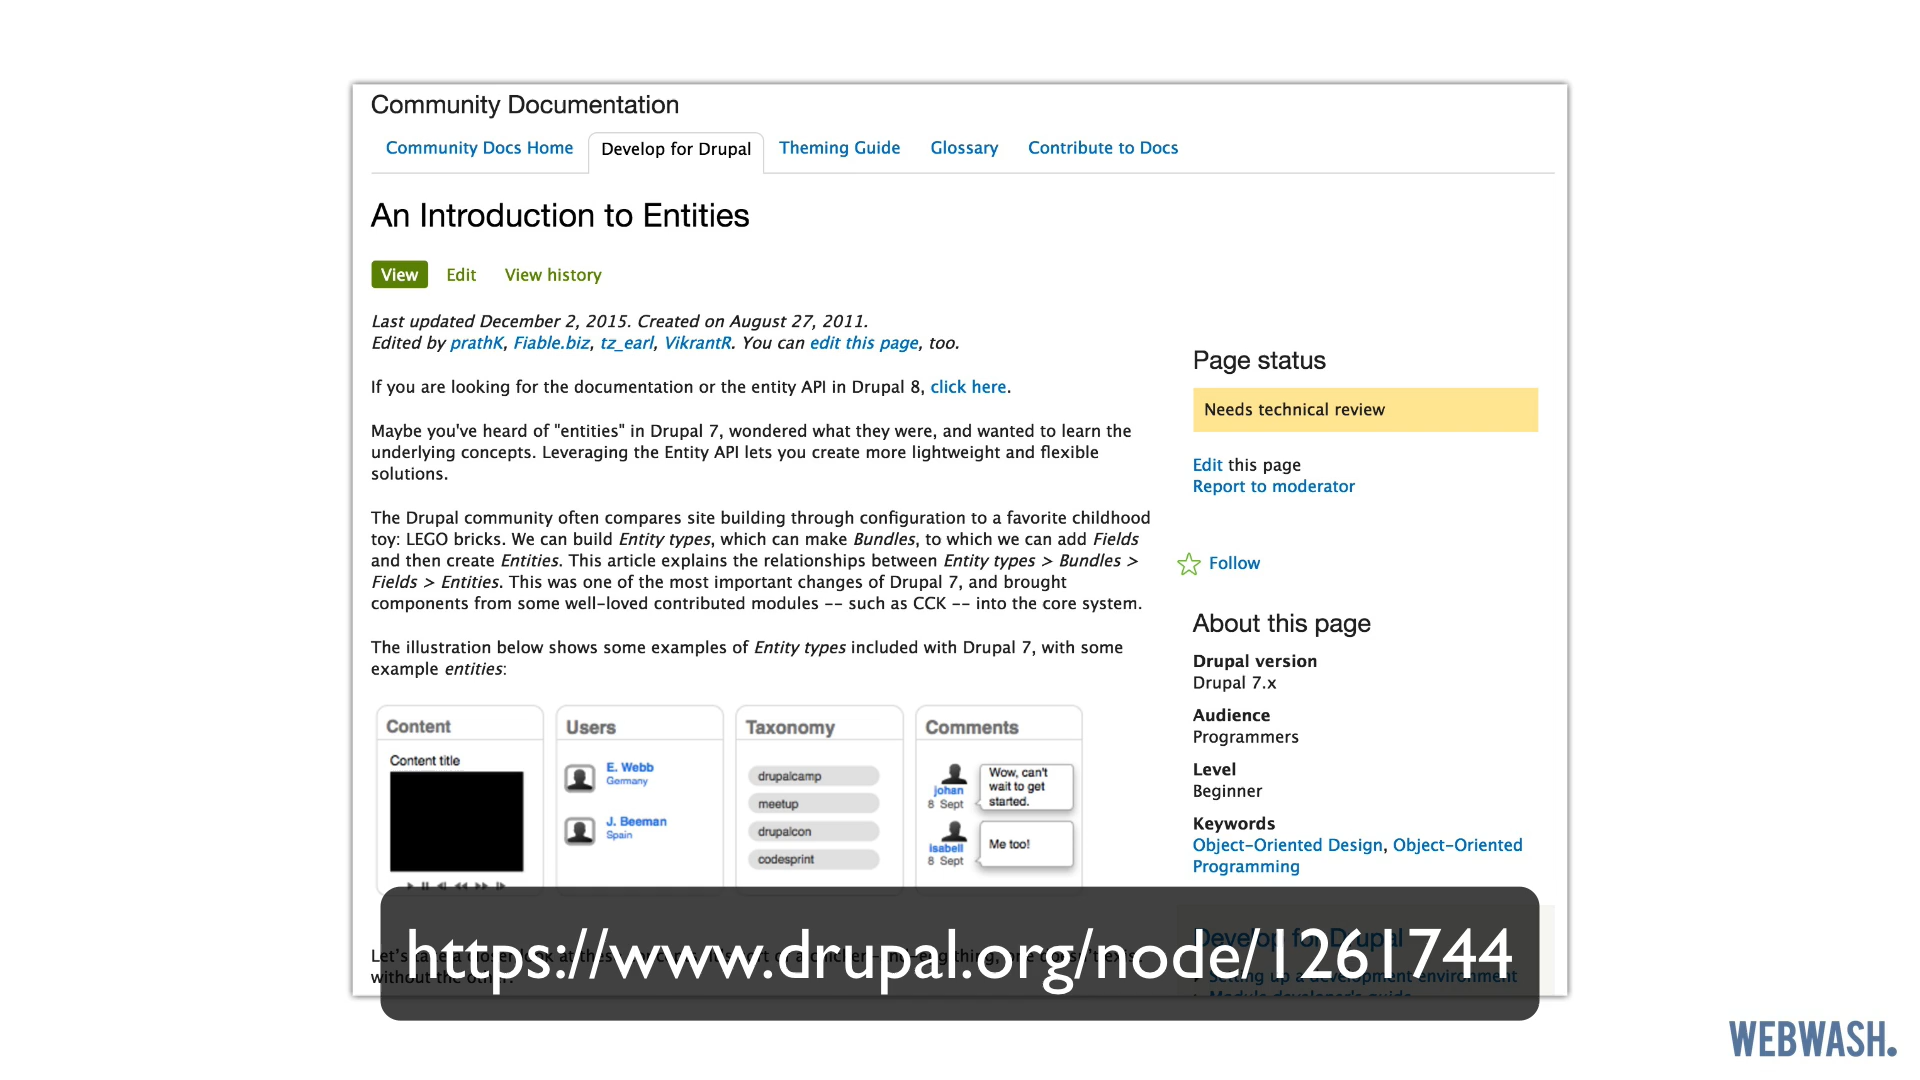 Community Documentation
Community Docs Home Develop for Drupal Theming Guide Glossary Contribute to Docs
An Introduction to Entities
View Edit View history
Last updated December 2, 2015. Created on August 27, 2011.
Edited by prathK, Fiable.biz, tz_earl, VikrantR. You can edit this page, too.
If you are looking for the documentation or the entity API in Drupal 8, click here.
Maybe you've heard of "entities" in Drupal 7, wondered what they were, and wanted to learn the
underlying concepts. Leveraging the Entity API lets you create more lightweight and flexible
solutions.
The Drupal community often compares site building through configuration to a favorite childhood
toy: LEGO bricks. We can build Entity types, which can make Bundles, to which we can add Fields
and then create Entities. This article explains the relationships between Entity types > Bundles >
Fields > Entities. This was one of the most important changes of Drupal 7, and brought
components from some well-loved contributed modules -- such as CCK -- into the core system.
The illustration below shows some examples of Entity types included with Drupal 7, with some
example entities:
Content
Content title
Users
E. Webb
Germany
J. Beeman
Spain
Taxonomy
drupalcamp
meetup
drupalcon
codesprint
Comments
johan
8 Sept
Wow, can't
wait to get
started.
isabell
8 Sept
Me too!
Page status
Needs technical review
Edit this page
Report to moderator
Follow
About this page
Drupal version
Drupal 7.x
Audience
Programmers
Level
Beginner
Keywords
Object-Oriented Design, Object-Oriented
Programming
Develop for Drupal
Setting up a development environment
Module developer's guide
https://www.drupal.org/node/1261744
without the other.
WEBWASH.